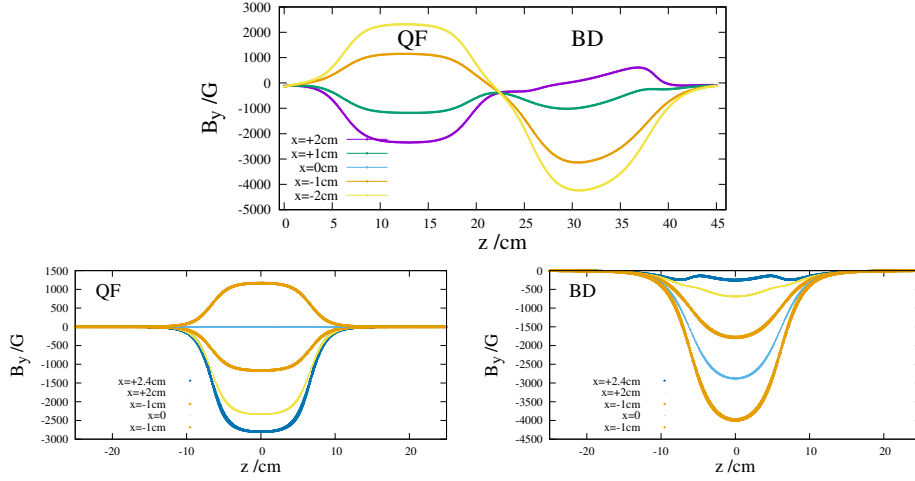 QF BD
3000
2000
1000
0
-1000
-2000
-3000
-4000
-5000
B_y /G
x=+2cm
x=+1cm
x=0cm
x=-1cm
x=-2cm
0 5 10 15 20 25 30 35 40 45
z /cm
QF
1500
1000
500
0
-500
-1000
-1500
-2000
-2500
-3000
B_y /G
x=+2.4cm
x=+2cm
x=-1cm
x=0
x=-1cm
-20 -10 0 10 20
z /cm
BD
0
-500
-1000
-1500
-2000
-2500
-3000
-3500
-4000
-4500
B_y /G
x=+2.4cm
x=+2cm
x=-1cm
x=0
x=-1cm
-20 -10 0 10 20
z /cm